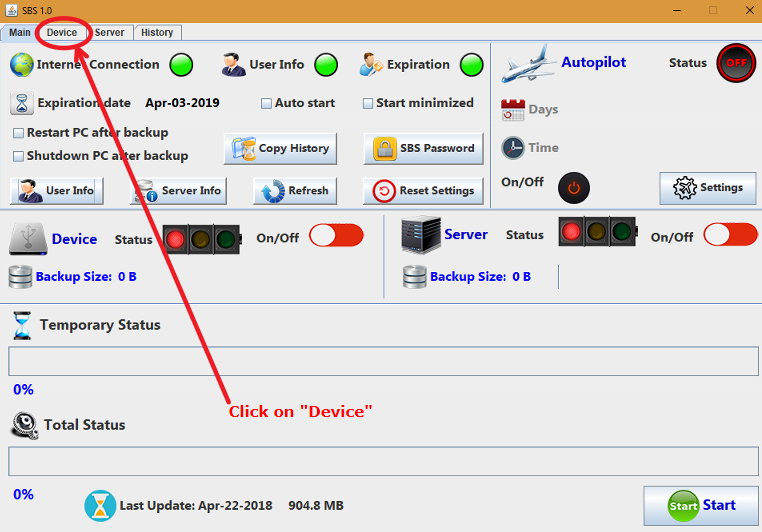 SBS 1.0
Main Device Server History
Internet Connection User Info Expiration
Autopilot Status OFF
Expiration date Apr-03-2019 Auto start Start minimized
Days
Restart PC after backup
Shutdown PC after backup
Copy History SBS Password
Time
On/Off
User Info Server Info Refresh Reset Settings
Settings
Device Status On/Off
Server Status On/Off
Backup Size: 0 B
Backup Size: 0 B
Temporary Status
0%
Click on "Device"
Total Status
0%
Last Update: Apr-22-2018 904.8 MB
Start Start